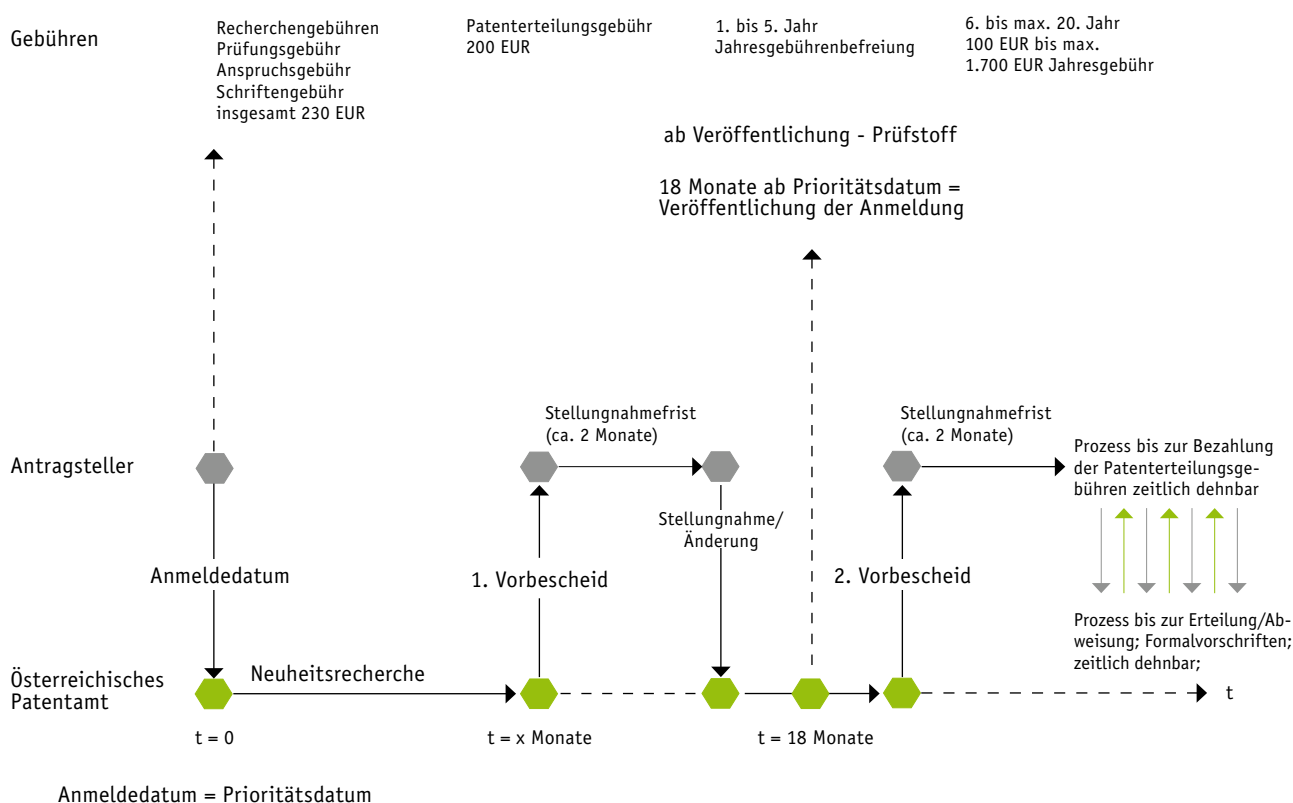 Gebühren
Recherchengebühren
Prüfungsgebühr
Anspruchsgebühr
Schriftengebühr
insgesamt 230 EUR
Patenterteilungsgebühr
200 EUR
1. bis 5. Jahr
Jahresgebührenbefreiung
6. bis max. 20. Jahr
100 EUR bis max.
1.700 EUR Jahresgebühr
ab Veröffentlichung - Prüfstoff
18 Monate ab Prioritätsdatum =
Veröffentlichung der Anmeldung
Antragsteller
Stellungnahmefrist
(ca. 2 Monate)
Stellungnahmefrist
(ca. 2 Monate)
Prozess bis zur Bezahlung
der Patenterteilungsge-
bühren zeitlich dehnbar
Anmeldedatum
1. Vorbescheid
Stellungnahme/
Änderung
2. Vorbescheid
Prozess bis zur Erteilung/Ab-
weisung; Formalvorschriften;
zeitlich dehnbar;
Österreichisches
Patentamt
Neuheitsrecherche
t
t = 0
t = x Monate
t = 18 Monate
Anmeldedatum = Prioritätsdatum